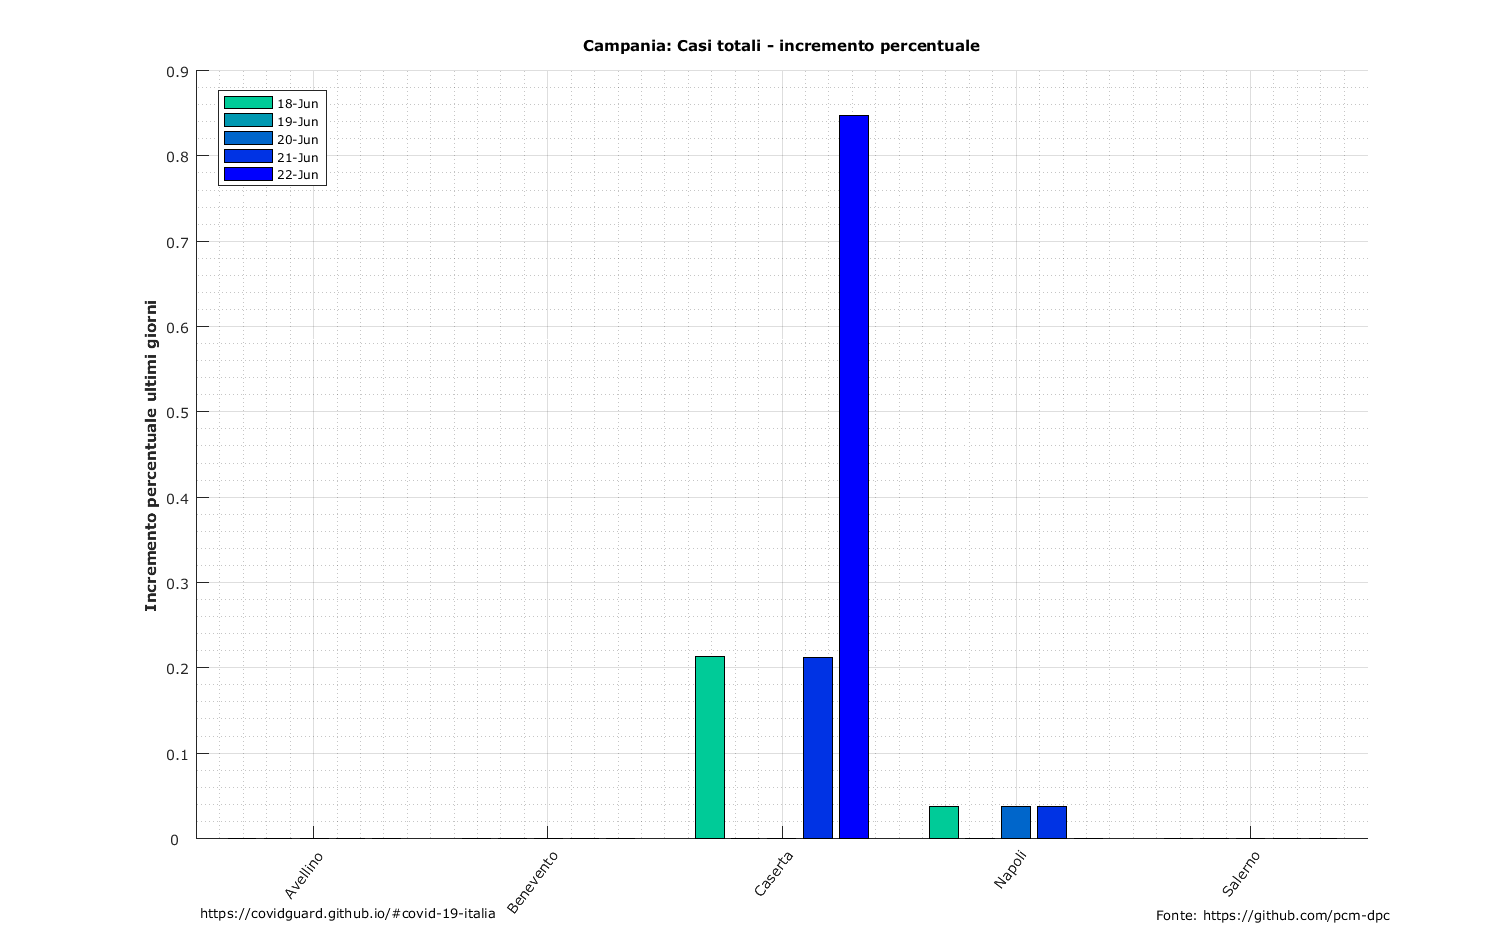 Campania: Casi totali - incremento percentuale
0.9
0.8
0.7
0.6
0.5
0.4
0.3
0.2
0.1
0
Incremento percentuale ultimi giorni
18-Jun
19-Jun
20-Jun
21-Jun
22-Jun
Avellino
Benevento
Caserta
Napoli
Salerno
https://covidguard.github.io/#covid-19-italia
Fonte: https://github.com/pcm-dpc